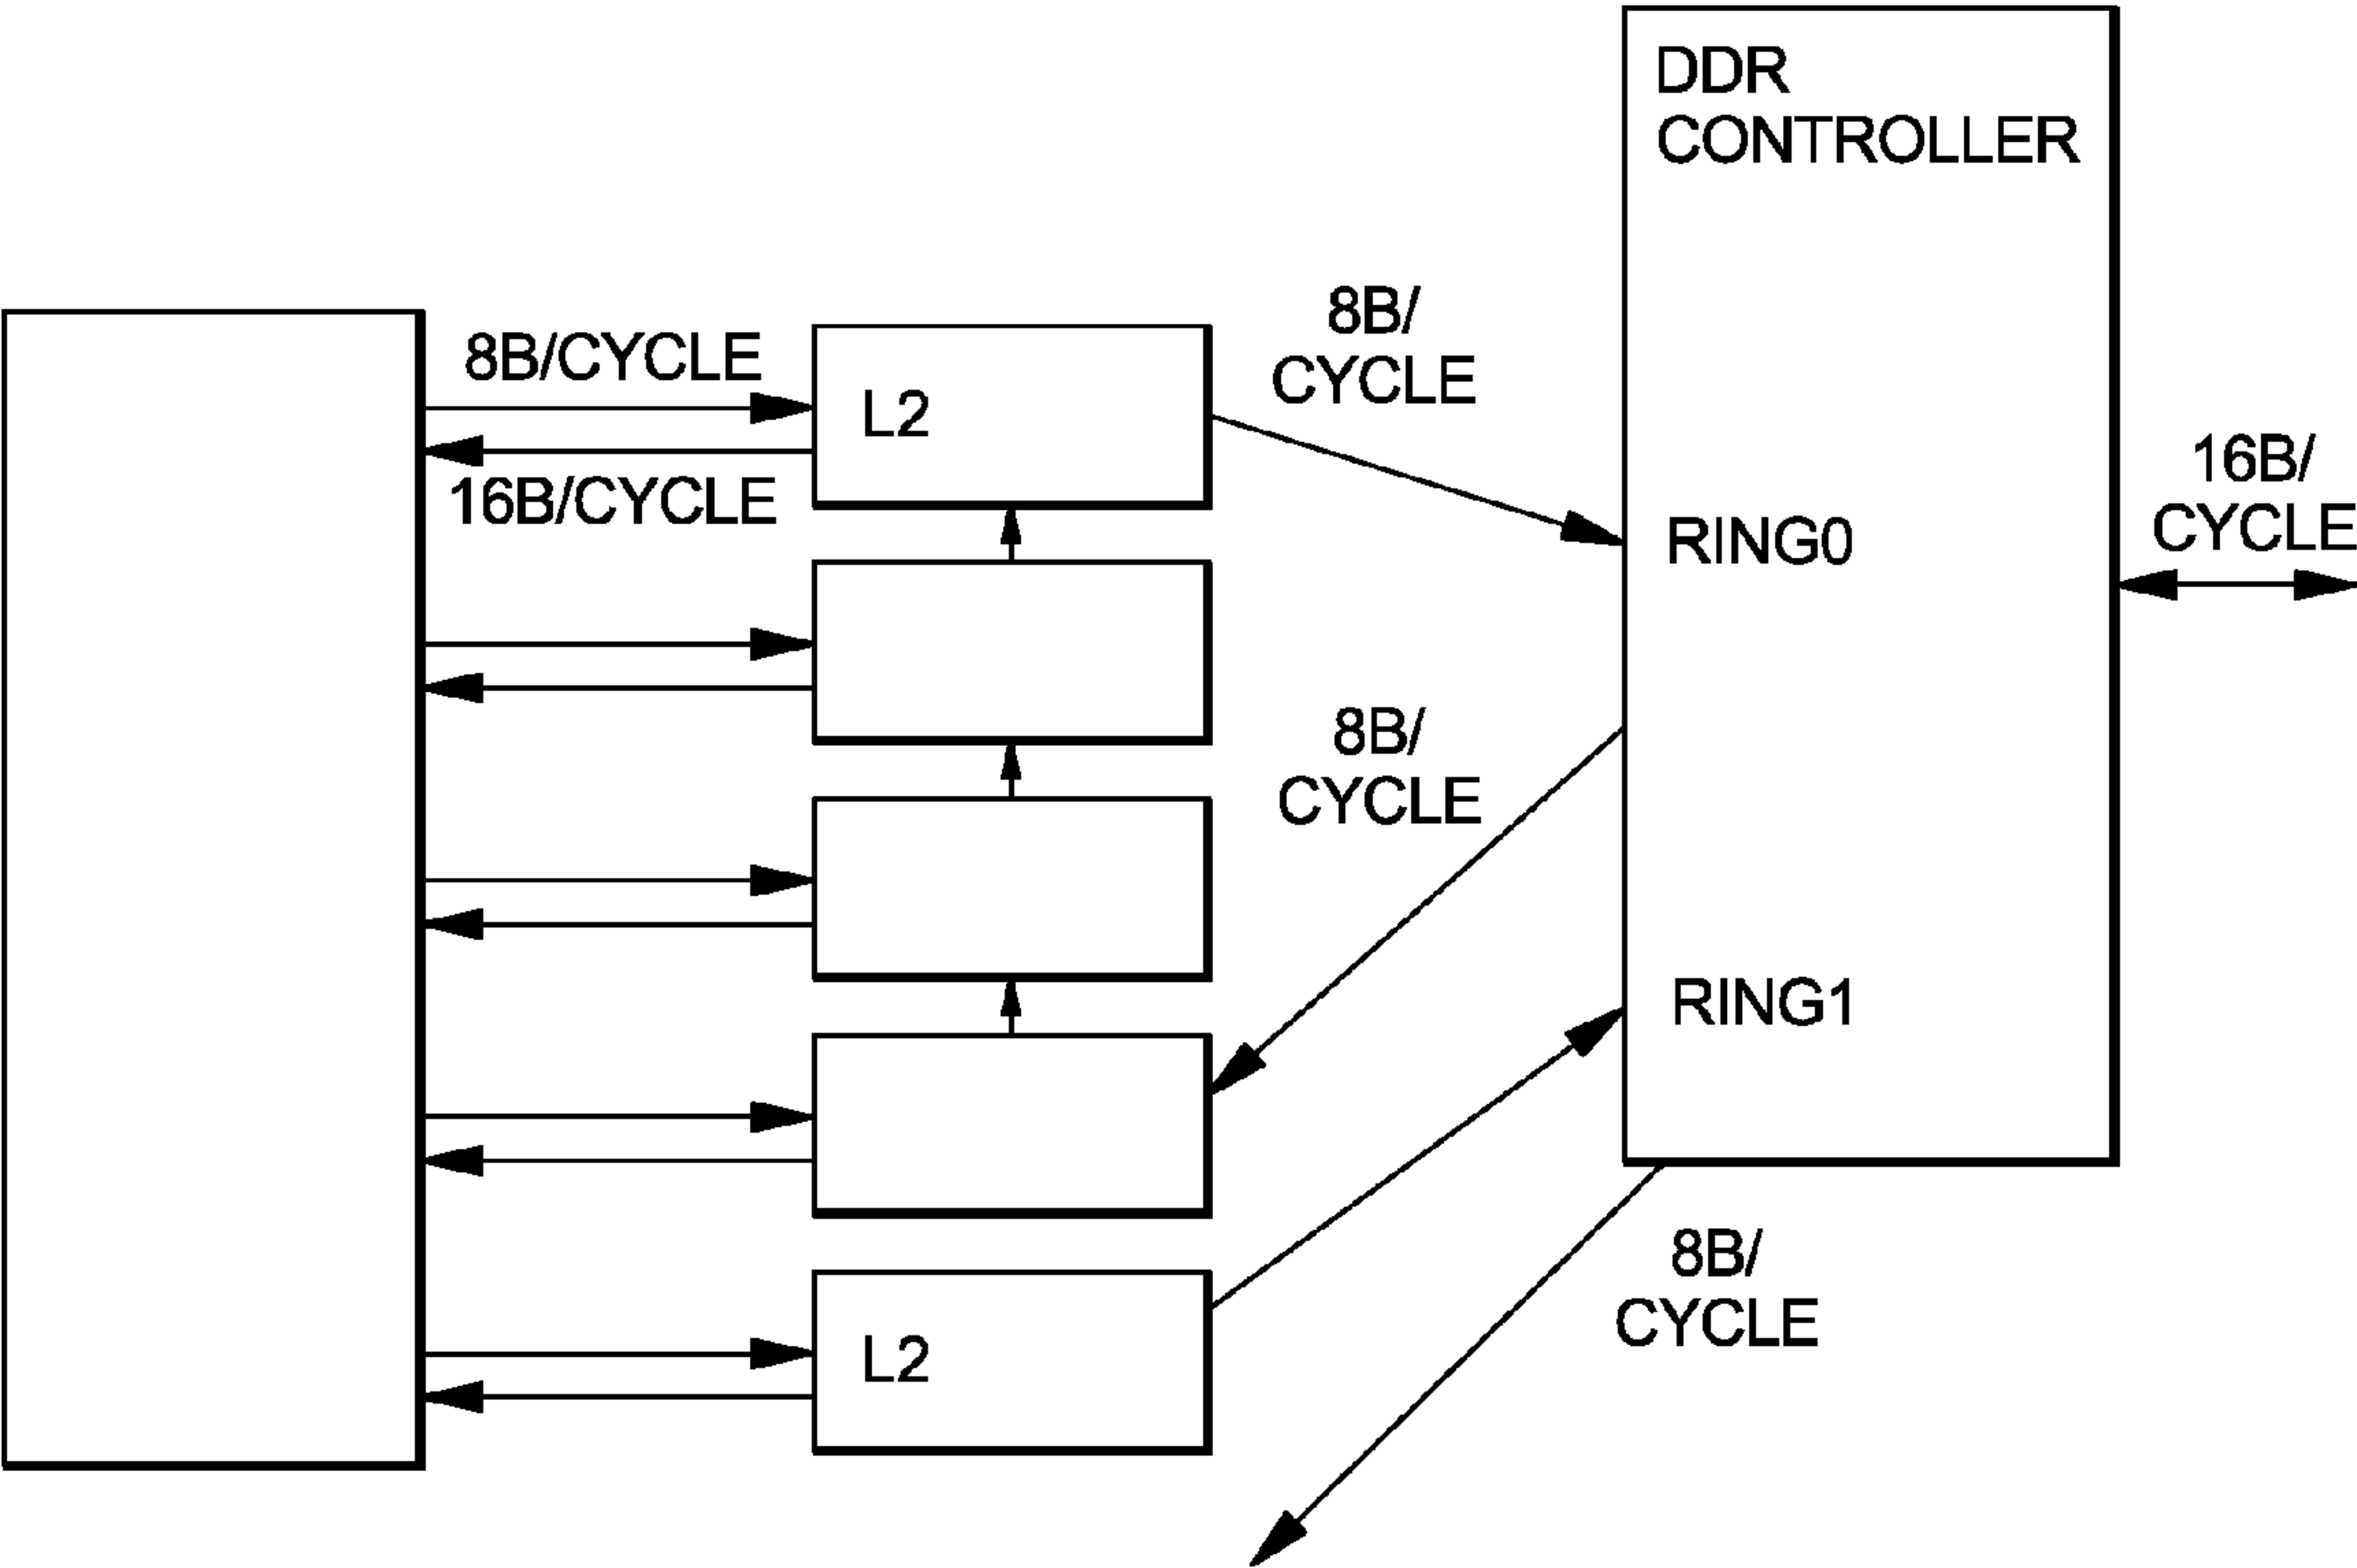 DDR
CONTROLLER
8B/CYCLE
16B/CYCLE
L2
8B/
CYCLE
RING0
16B/
CYCLE
8B/
CYCLE
RING1
L2
8B/
CYCLE